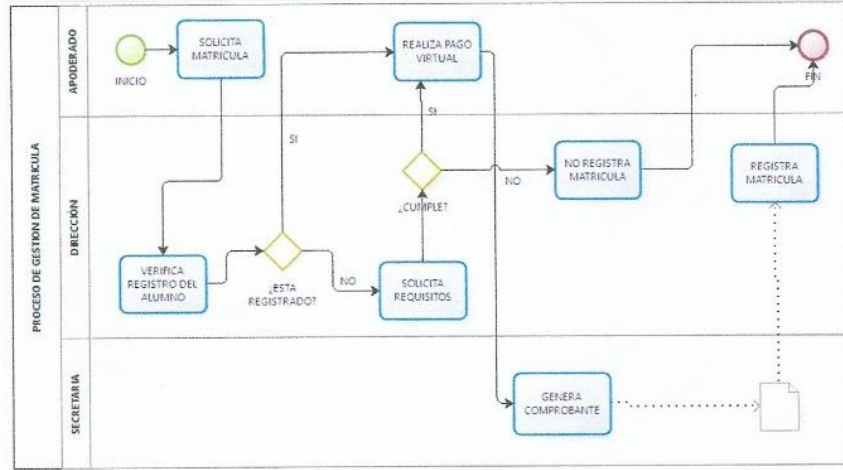 PROCESO DE GESTION DE MATRICULA
APODERADO
INICIO
SOLICITA
MATRICULA
REALIZA PAGO
VIRTUAL
FIN
SI
SI
DIRECCIÓN
VERIFICA
REGISTRO DEL
ALUMNO
¿ESTA
REGISTRADO?
NO
SOLICITA
REQUISITOS
¿CUMPLE?
NO
NO REGISTRA
MATRICULA
REGISTRA
MATRICULA
SECRETARIA
GENERA
COMPROBANTE